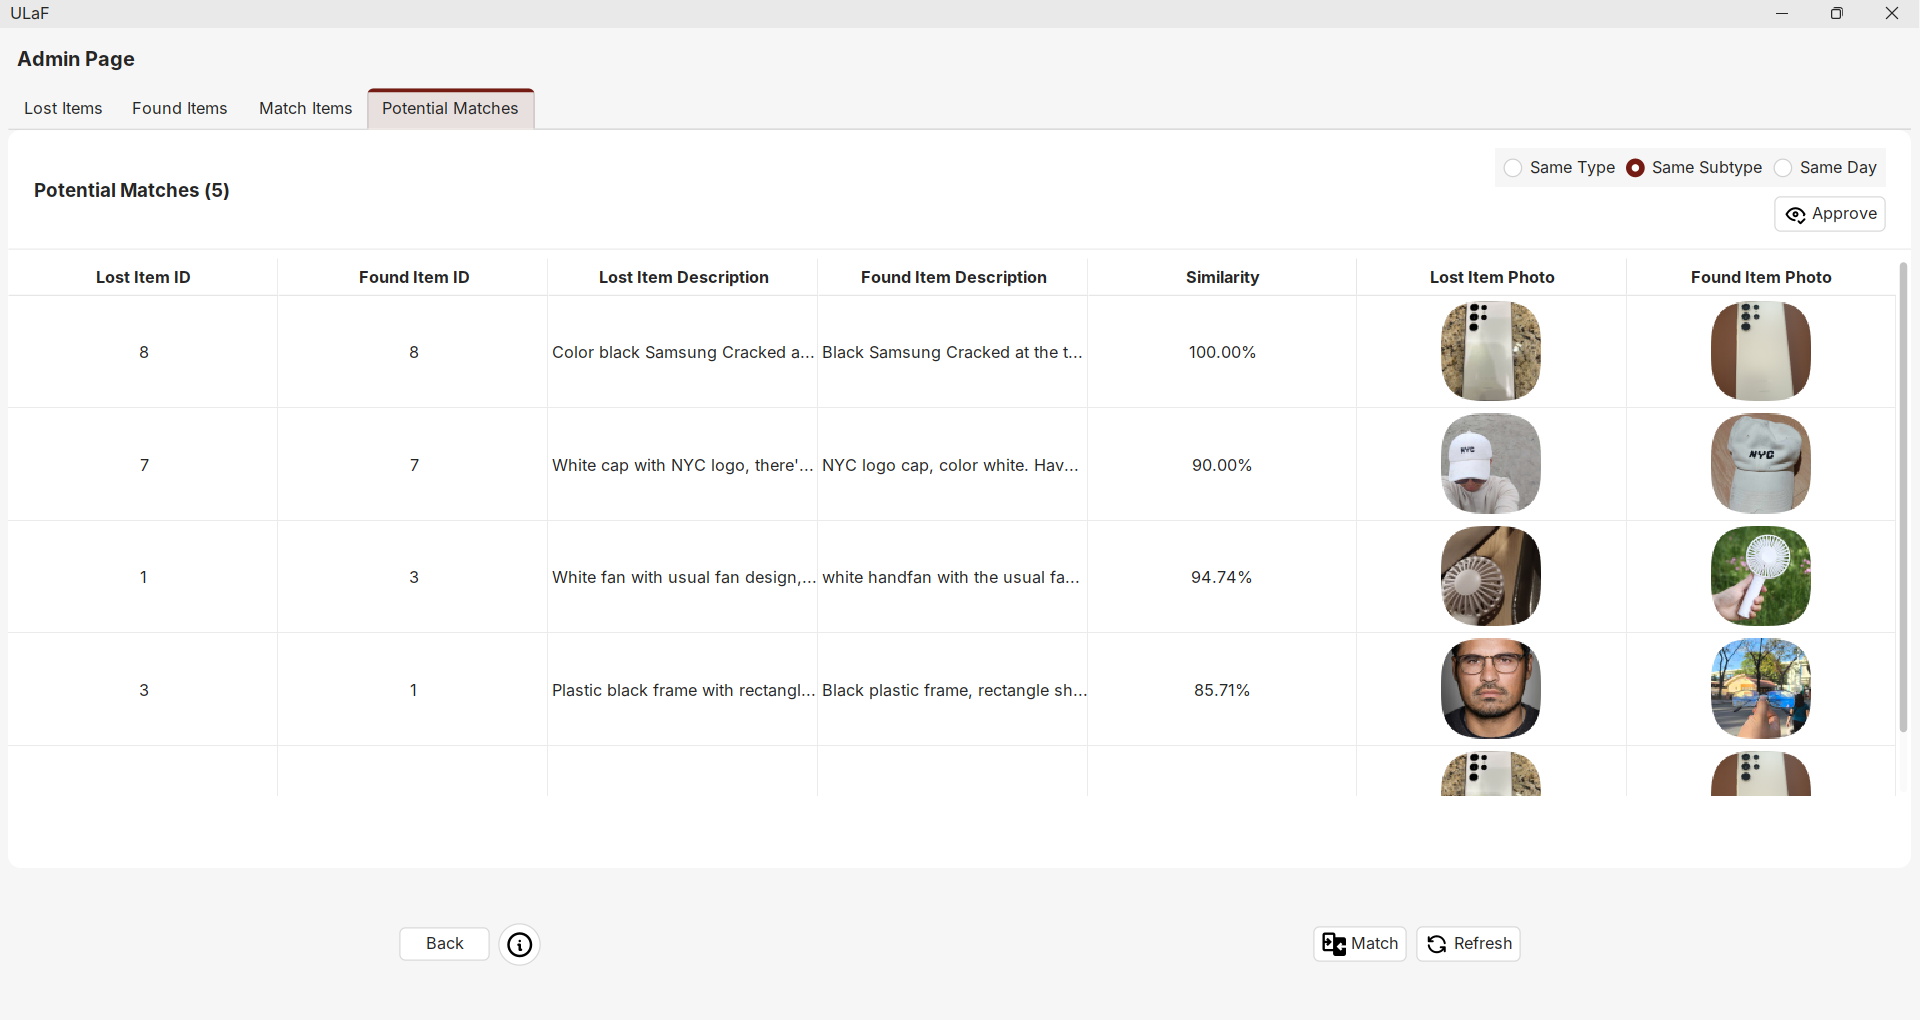 ULaF
Admin Page
Lost Items Found Items Match Items Potential Matches
Same Type Same Subtype Same Day
Potential Matches (5)
Approve
Lost Item ID Found Item ID Lost Item Description Found Item Description Similarity Lost Item Photo Found Item Photo
8 8 Color black Samsung Cracked a... Black Samsung Cracked at the t... 100.00%
7 7 White cap with NYC logo, there'... NYC logo cap, color white. Hav... 90.00% NYC NYC
1 3 White fan with usual fan design,... white handfan with the usual fa... 94.74%
3 1 Plastic black frame with rectangl... Black plastic frame, rectangle sh... 85.71%
Back Match Refresh